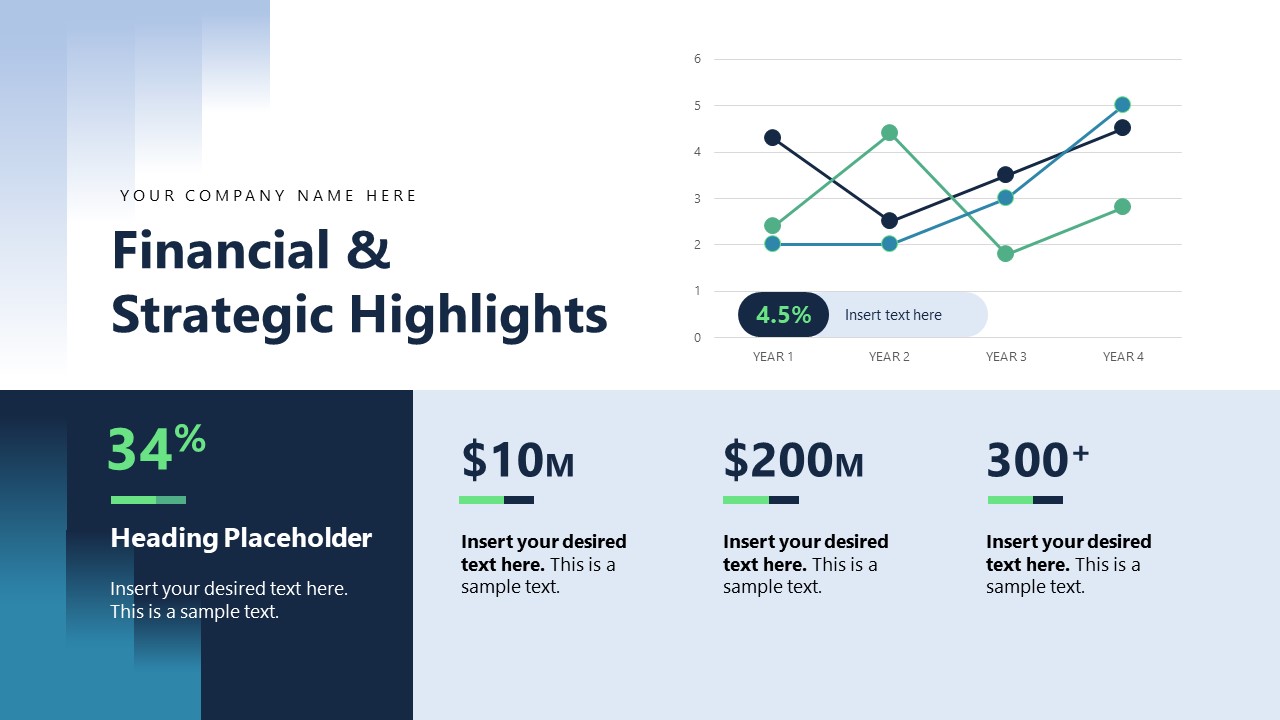 YOUR COMPANY NAME HERE
Financial &
Strategic Highlights
6
5
4
3
2
1
0
4.5% Insert text here
YEAR 1 YEAR 2 YEAR 3 YEAR 4
34%
Heading Placeholder
Insert your desired text here.
This is a sample text.
$10M
Insert your desired
text here. This is a
sample text.
$200M
Insert your desired
text here. This is a
sample text.
300+
Insert your desired
text here. This is a
sample text.